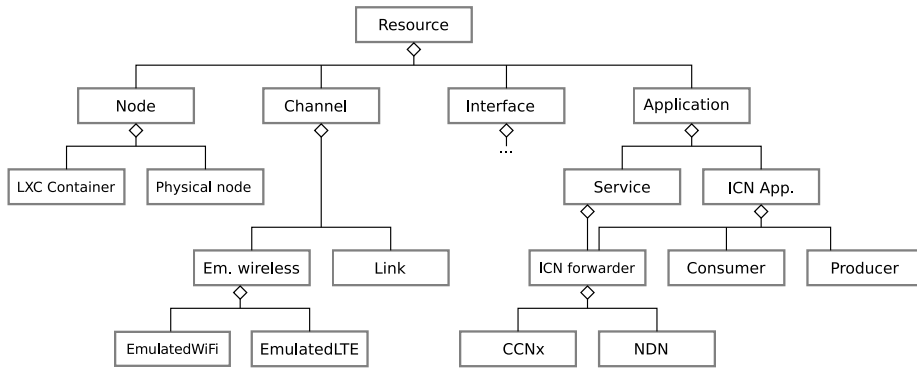 Resource
Node
Channel
Interface
Application
...
LXC Container
Physical node
Service
ICN App.
Em. wireless
Link
ICN forwarder
Consumer
Producer
EmulatedWiFi
EmulatedLTE
CCNx
NDN